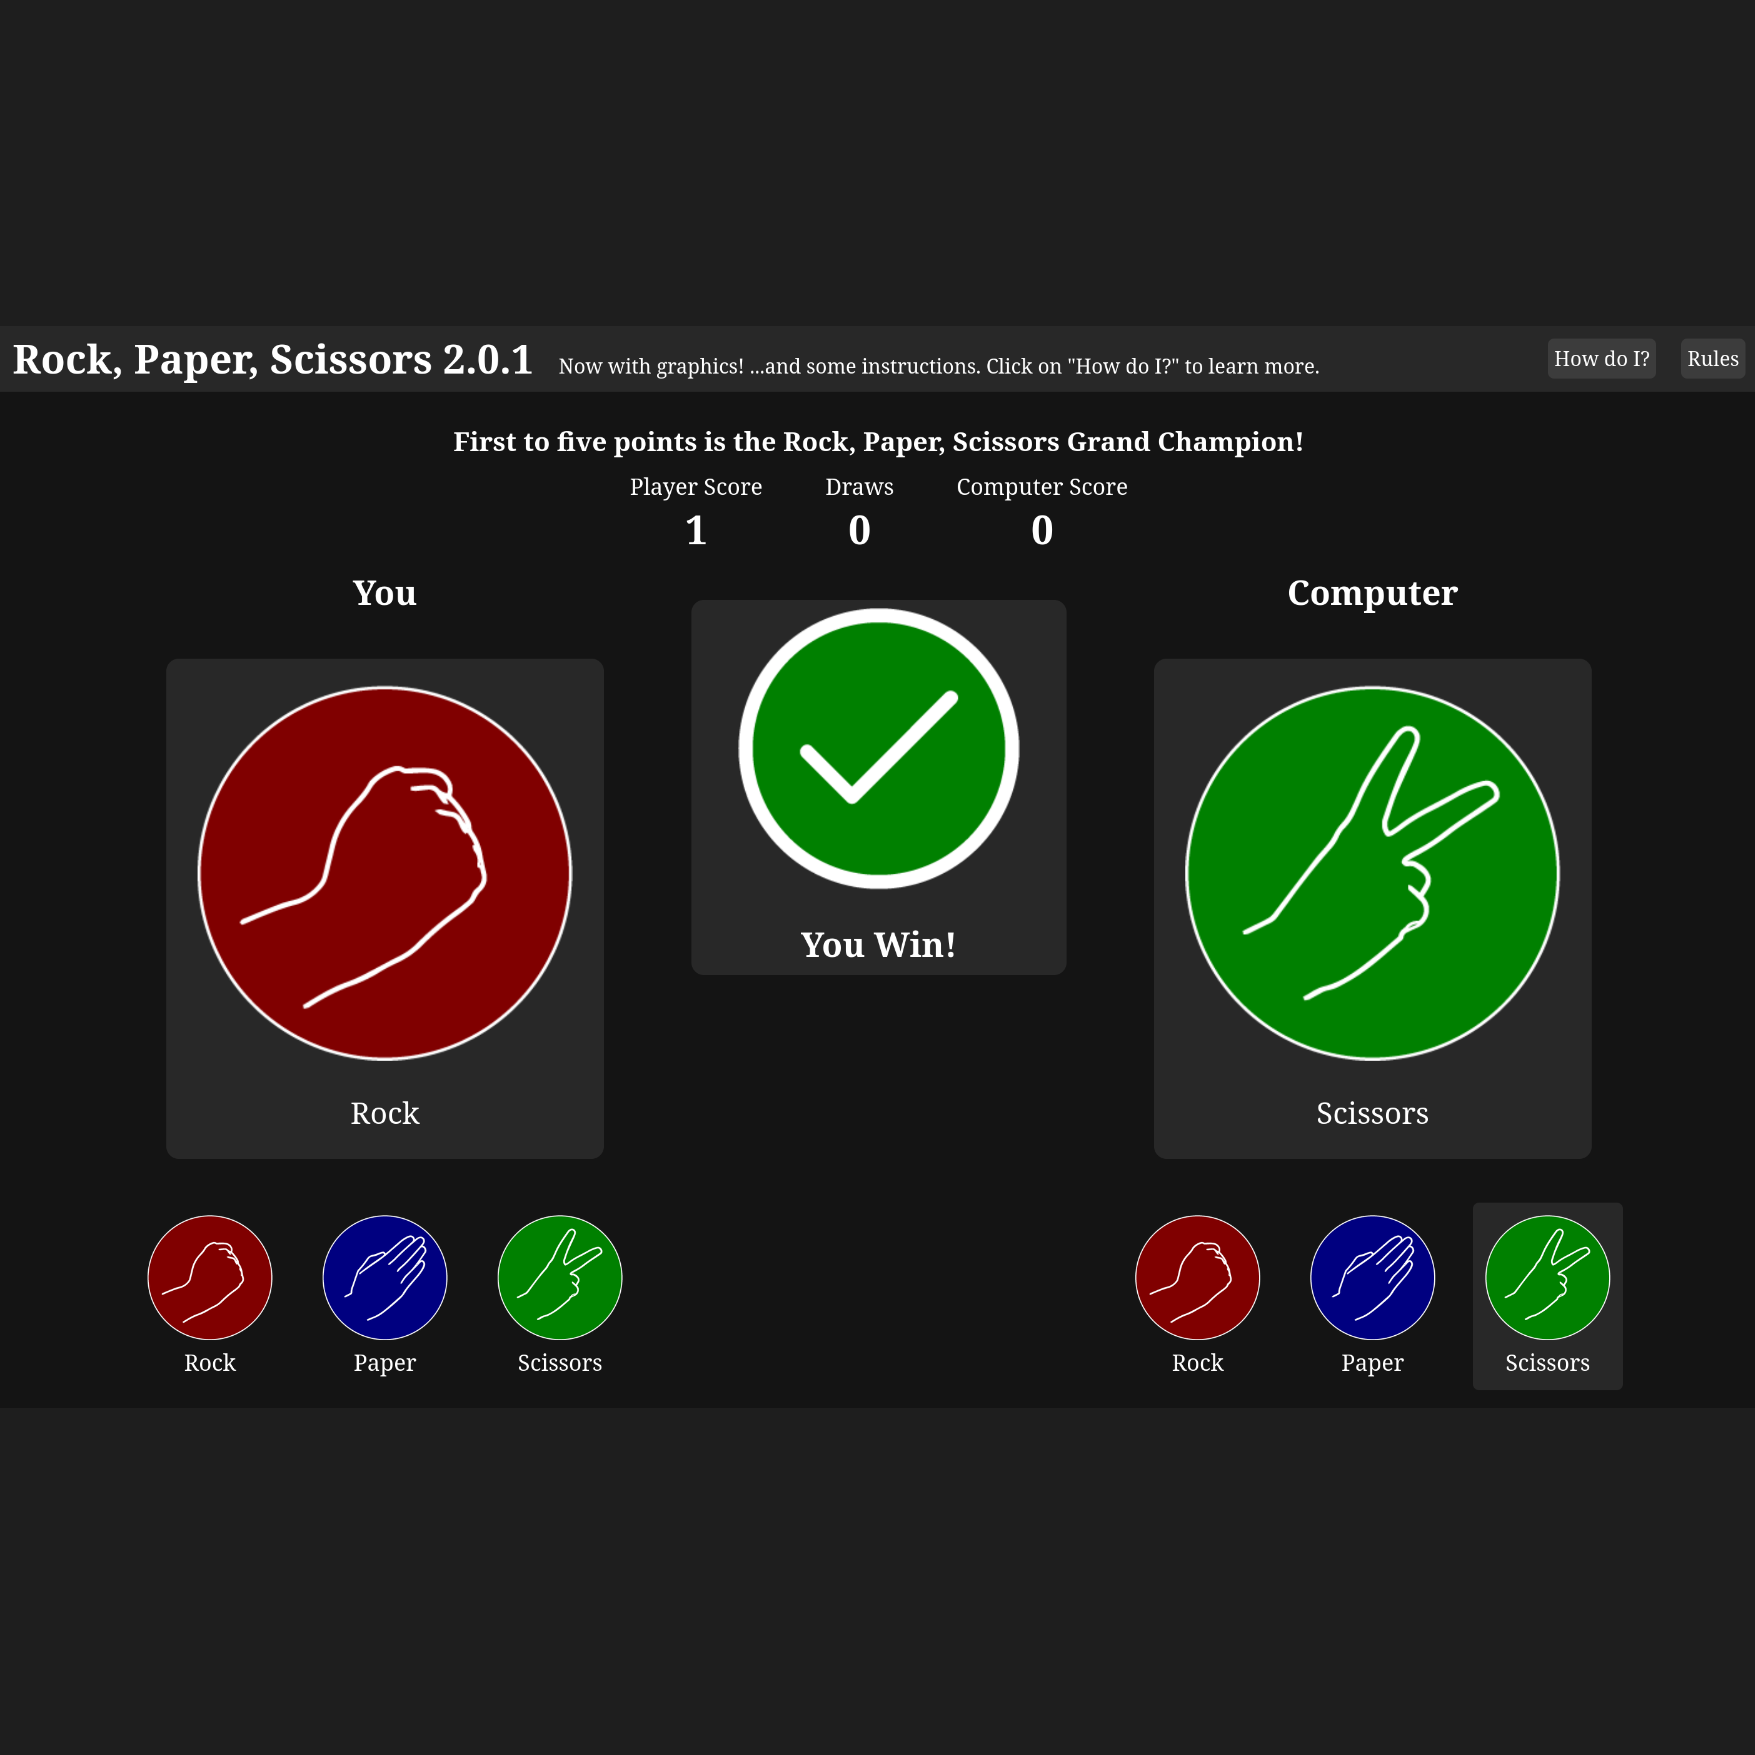 Rock, Paper, Scissors 2.0.1 Now with graphics! ...and some instructions. Click on "How do I?" to learn more. How do I? Rules
First to five points is the Rock, Paper, Scissors Grand Champion!
Player Score Draws Computer Score
1 0 0
You Computer
You Win!
Rock Scissors
Rock Paper Scissors Rock Paper Scissors